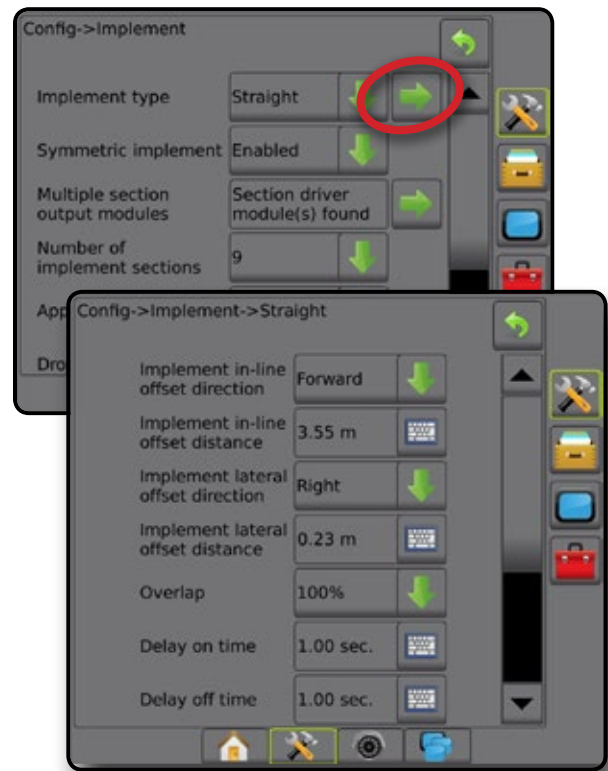 Config->Implement
Implement type Straight
Symmetric implement Enabled
Multiple section Section driver
output modules module(s) found
Number of
implement sections 9
App
Dro
Config->Implement->Straight
Implement in-line
offset direction Forward
Implement in-line
offset distance 3.55 m
Implement lateral
offset direction Right
Implement lateral
offset distance 0.23 m
Overlap 100%
Delay on time 1.00 sec.
Delay off time 1.00 sec.